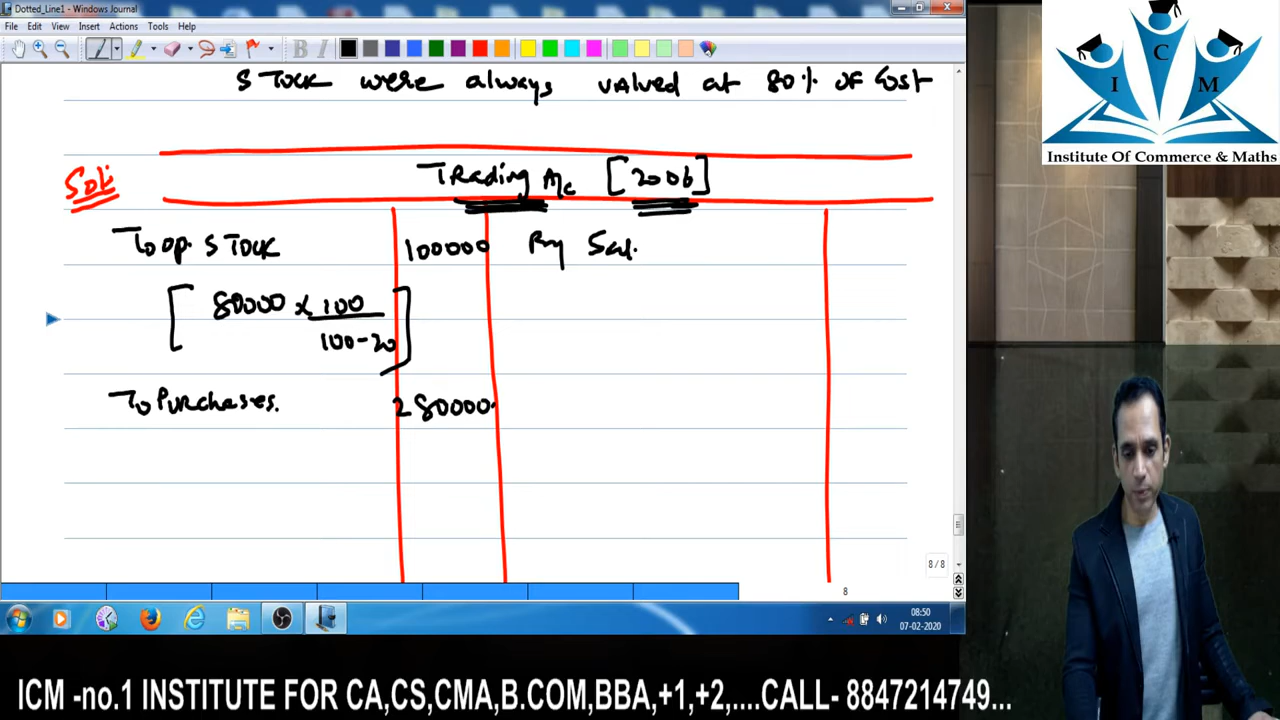 Dotted_Line1 - Windows Journal
File Edit View Insert Actions Tools Help
I C M
Institute Of Commerce & Maths
STOCK were always valued at 80% of Cost
Sol:
Trading A/c [2006]
To op. STOCK 100000 By Sal
[80000 x 100
100-20]
To Purchases. 280000
8/8
8
08:50
07-02-2020
ICM -no.1 INSTITUTE FOR CA,CS,CMA,B.COM,BBA,+1,+2,....CALL- 8847214749...